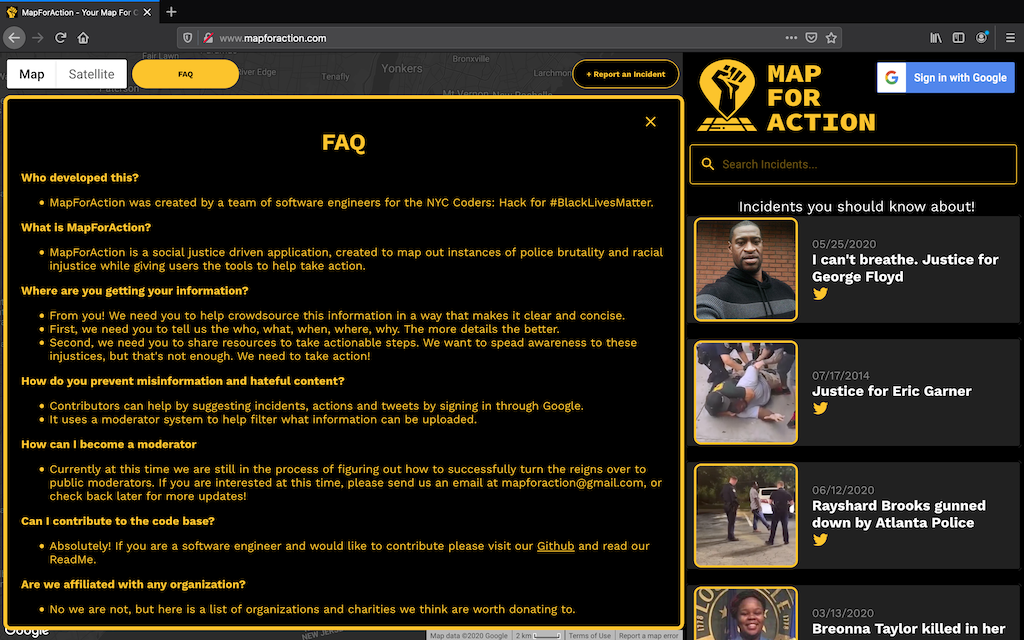 MapForAction - Your Map For C
www.mapforaction.com
Map
Satellite
FAQ
+ Report an Incident
Fair Lawn
River Edge
Tenafly
Yonkers
Bronxville
Larchmon
Paterson
Mt Vernon
New Rochelle
MAP
FOR
ACTION
Sign in with Google
Search Incidents...
FAQ
Who developed this?
• MapForAction was created by a team of software engineers for the NYC Coders: Hack for #BlackLivesMatter.
What is MapForAction?
• MapForAction is a social justice driven application, created to map out instances of police brutality and racial
injustice while giving users the tools to help take action.
Where are you getting your information?
• From you! We need you to help crowdsource this information in a way that makes it clear and concise.
• First, we need you to tell us the who, what, when, where, why. The more details the better.
• Second, we need you to share resources to take actionable steps. We want to spead awareness to these
injustices, but that's not enough. We need to take action!
How do you prevent misinformation and hateful content?
• Contributors can help by suggesting incidents, actions and tweets by signing in through Google.
• It uses a moderator system to help filter what information can be uploaded.
How can I become a moderator
• Currently at this time we are still in the process of figuring out how to successfully turn the reigns over to
public moderators. If you are interested at this time, please send us an email at mapforaction@gmail.com, or
check back later for more updates!
Can I contribute to the code base?
• Absolutely! If you are a software engineer and would like to contribute please visit our Github and read our
ReadMe.
Are we affiliated with any organization?
• No we are not, but here is a list of organizations and charities we think are worth donating to.
Incidents you should know about!
05/25/2020
I can't breathe. Justice for
George Floyd
07/17/2014
Justice for Eric Garner
06/12/2020
Rayshard Brooks gunned
down by Atlanta Police
03/13/2020
Breonna Taylor killed in her
Google
NEW JERSEY
Map data ©2020 Google
2 km
Terms of Use
Report a map error